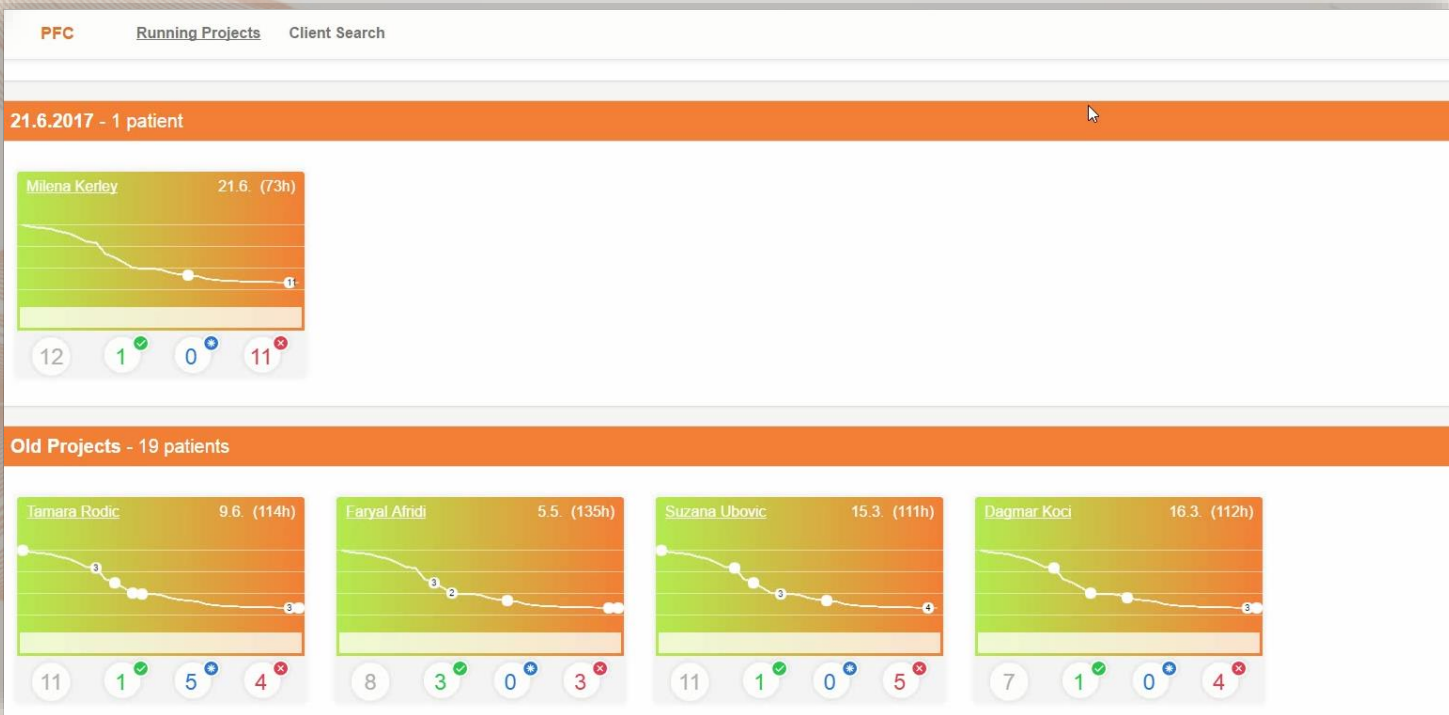 PFC Running Projects Client Search
21.6.2017 - 1 patient
Milena Kerley 21.6. (73h)
11
12 1 0 11
Old Projects - 19 patients
Tamara Rodic 9.6. (114h) Faryal Afridi 5.5. (135h) Suzana Ubovic 15.3. (111h) Dagmar Koci 16.3. (112h)
3 3 3 2 3 4 3
11 1 5 4 8 3 0 3 11 1 0 5 7 1 0 4